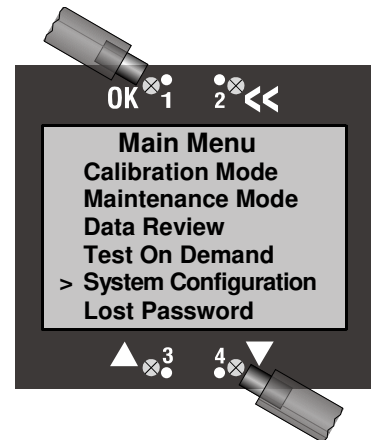 OK 1 2 <<
Main Menu
Calibration Mode
Maintenance Mode
Data Review
Test On Demand
> System Configuration
Lost Password
3 4